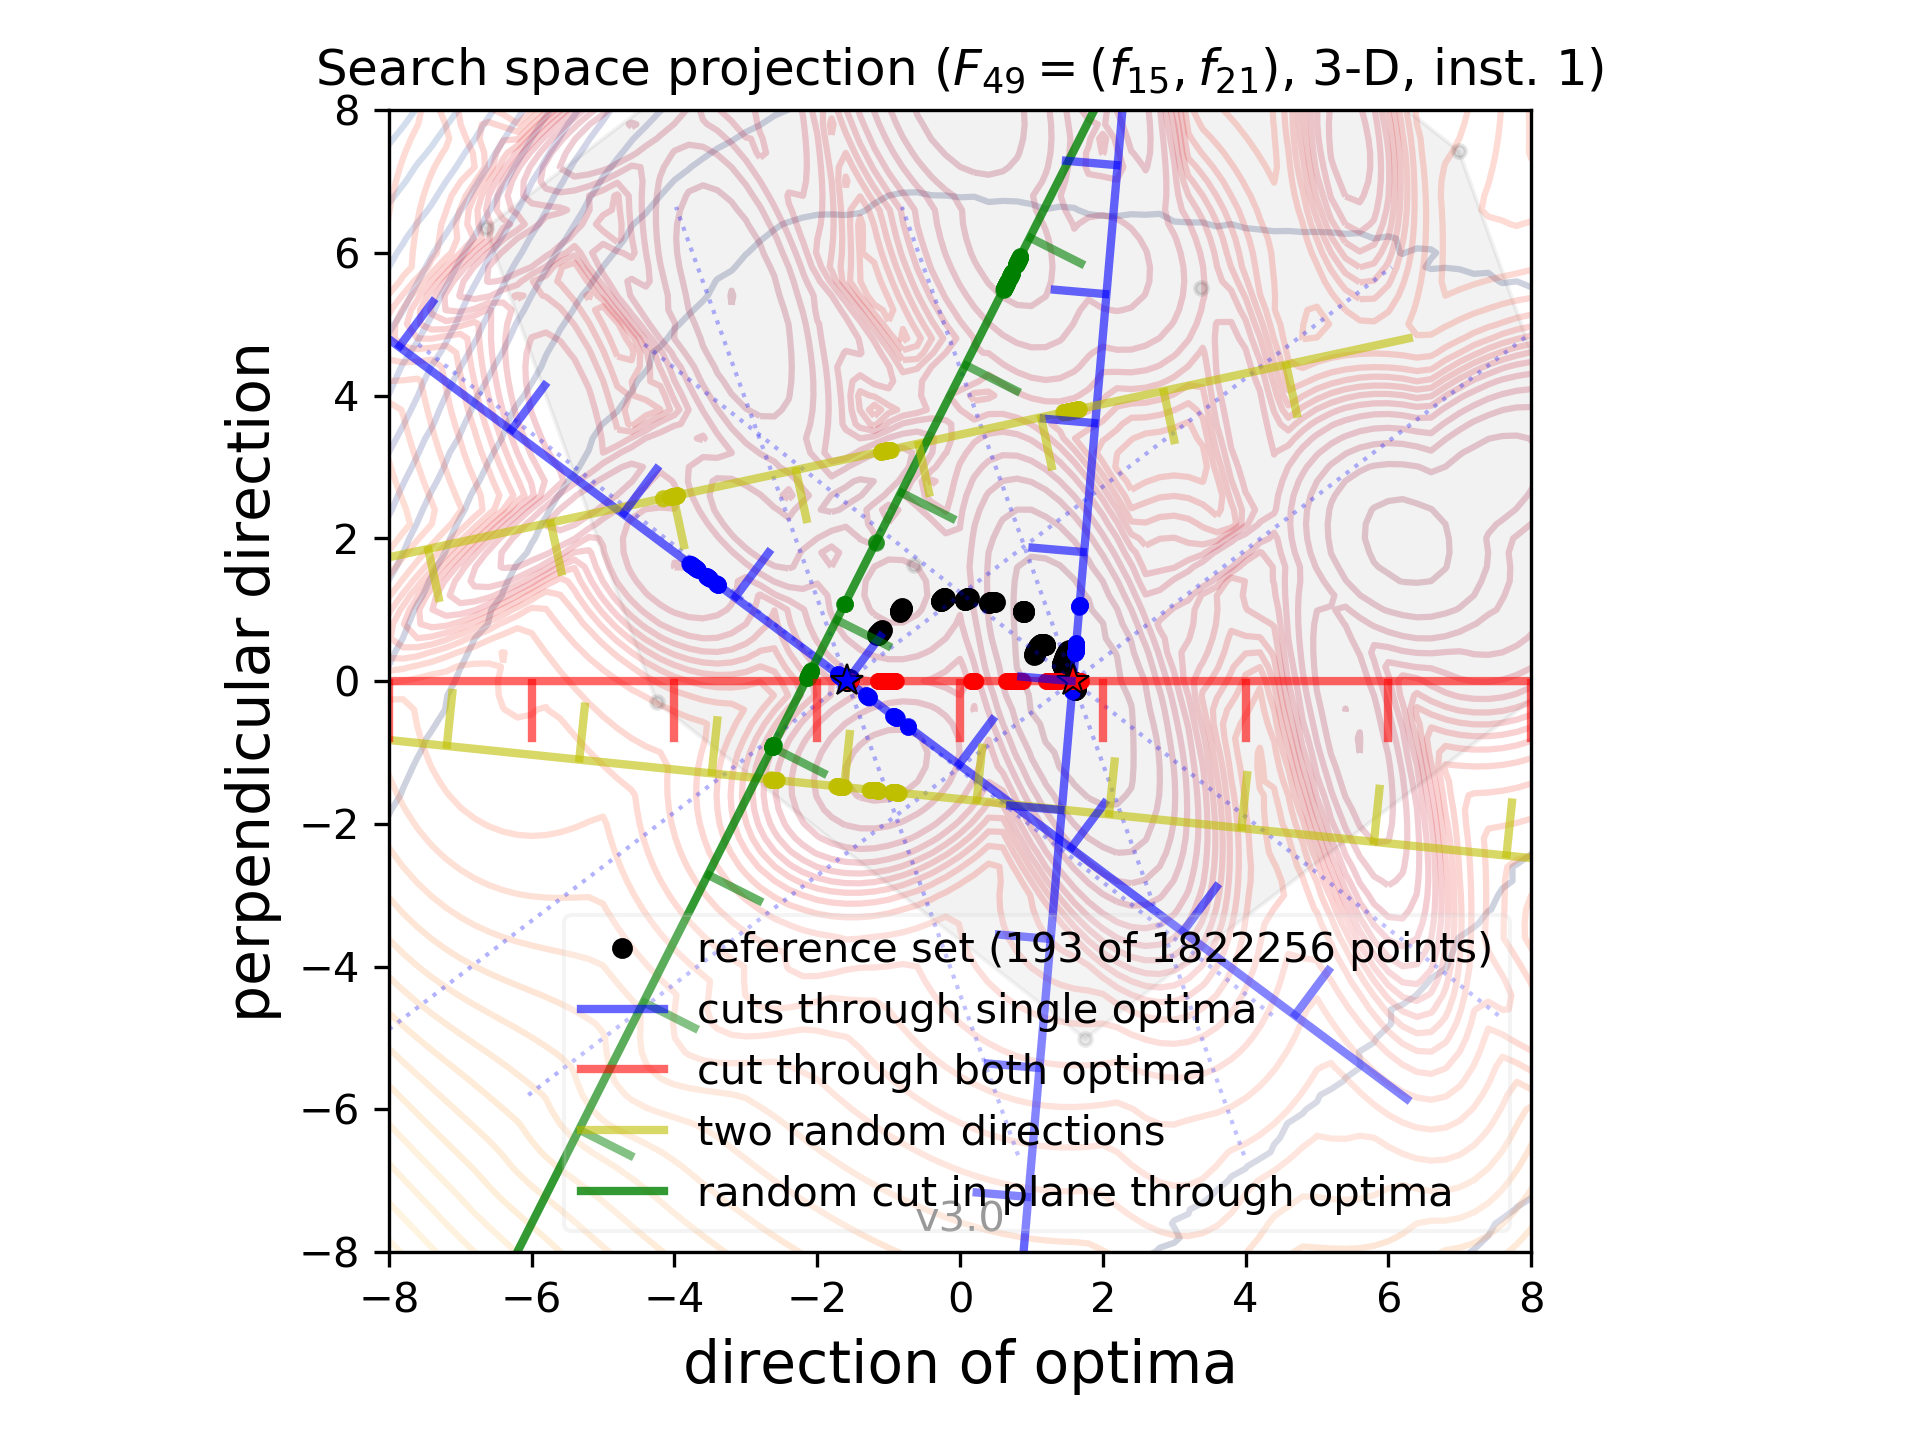 Search space projection (F₄₉ = (f₁₅, f₂₁), 3-D, inst. 1)
8
6
4
2
0
−2
−4
−6
−8
perpendicular direction
reference set (193 of 1822256 points)
cuts through single optima
cut through both optima
two random directions
random cut in plane through optima
v3.0
−8 −6 −4 −2 0 2 4 6 8
direction of optima